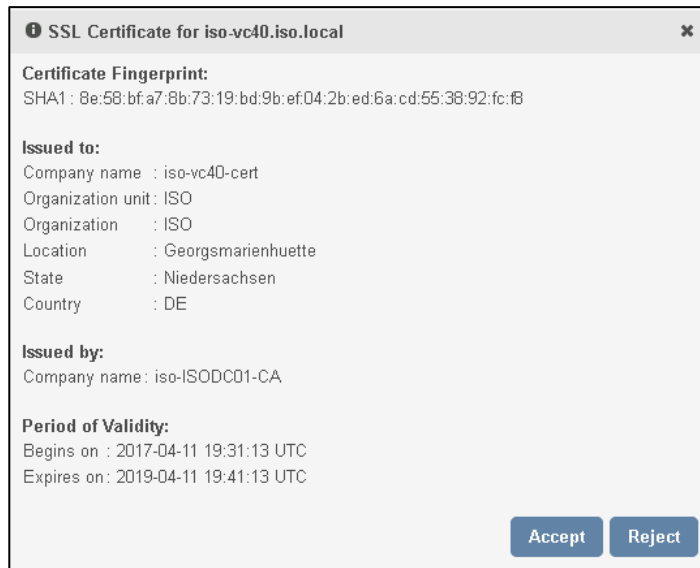 SSL Certificate for iso-vc40.iso.local
Certificate Fingerprint:
SHA1 : 8e:58:bf:a7:8b:73:19:bd:9b:ef:04:2b:ed:6a:cd:55:38:92:fc:f8
Issued to:
Company name : iso-vc40-cert
Organization unit : ISO
Organization : ISO
Location : Georgsmarienhuette
State : Niedersachsen
Country : DE
Issued by:
Company name : iso-ISODC01-CA
Period of Validity:
Begins on : 2017-04-11 19:31:13 UTC
Expires on : 2019-04-11 19:41:13 UTC
Accept Reject